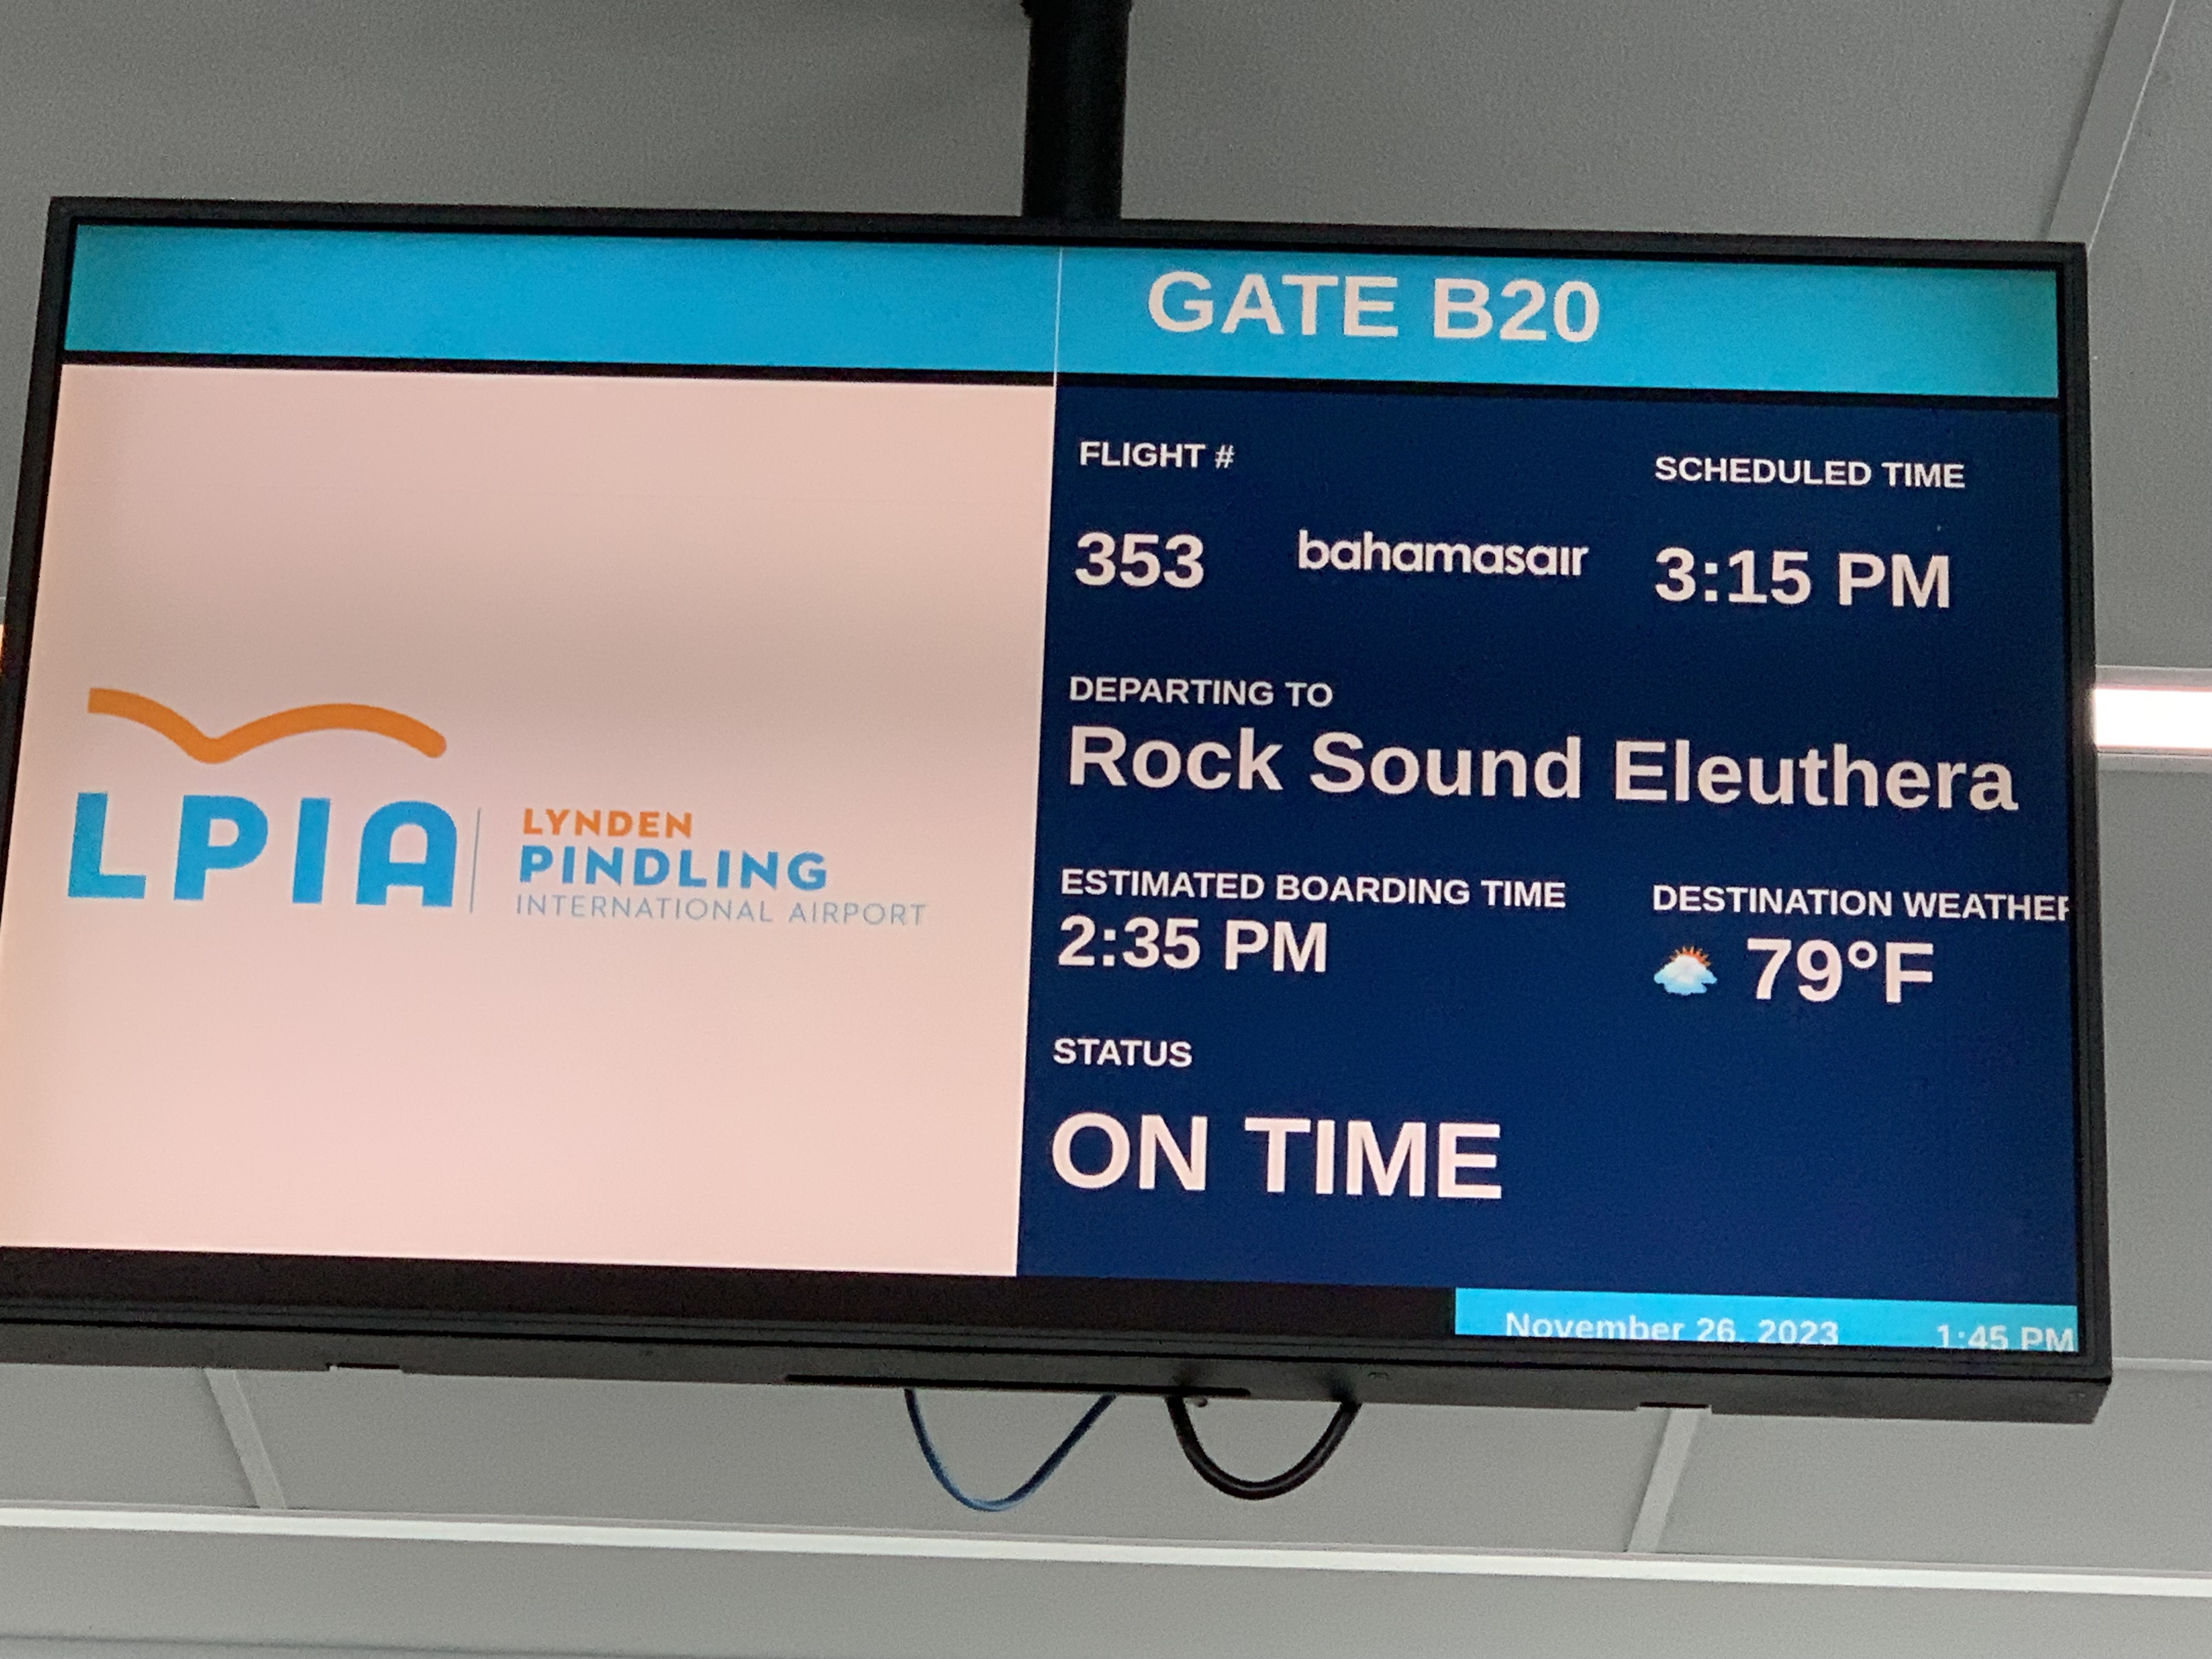 GATE B20
FLIGHT #
SCHEDULED TIME
353 bahamasair 3:15 PM
DEPARTING TO
Rock Sound Eleuthera
ESTIMATED BOARDING TIME
DESTINATION WEATHER
2:35 PM
79°F
STATUS
ON TIME
November 26, 2023 1:45 PM
LPIA
LYNDEN
PINDLING
INTERNATIONAL AIRPORT